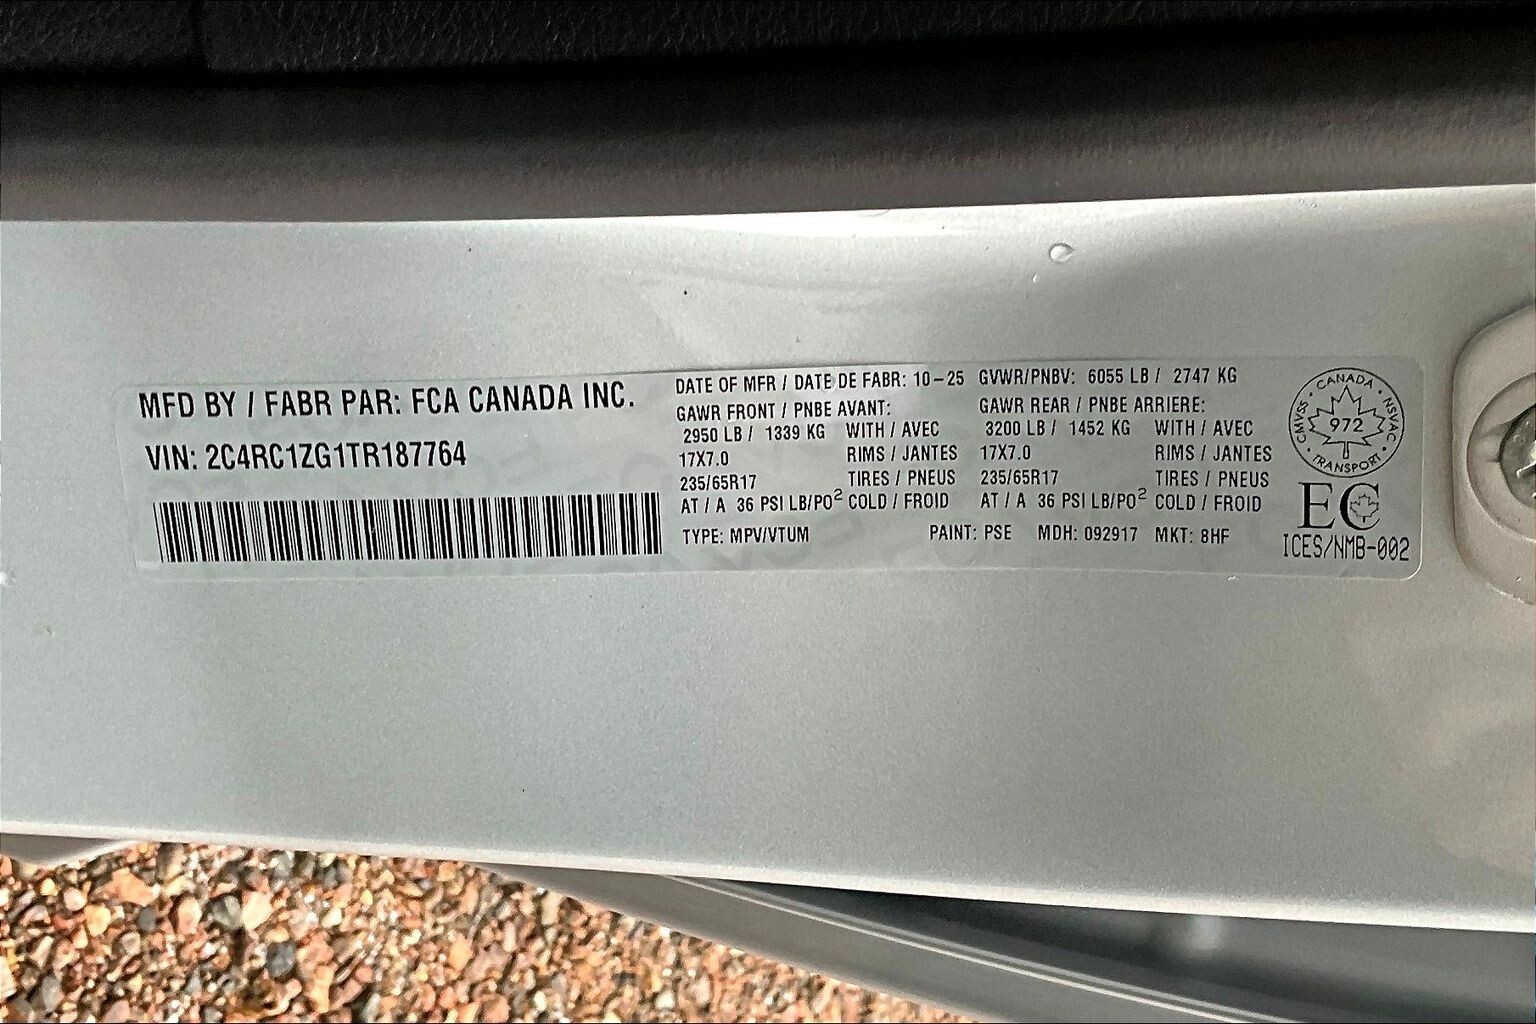 MFD BY / FABR PAR: FCA CANADA INC.
VIN: 2C4RC1ZG1TR187764
DATE OF MFR / DATE DE FABR: 10-25 GVWR/PNBV: 6055 LB / 2747 KG
GAWR FRONT / PNBE AVANT:
2950 LB / 1339 KG WITH / AVEC
17X7.0 RIMS / JANTES
235/65R17 TIRES / PNEUS
AT / A 36 PSI LB/PO² COLD / FROID
GAWR REAR / PNBE ARRIERE:
3200 LB / 1452 KG WITH / AVEC
17X7.0 RIMS / JANTES
235/65R17 TIRES / PNEUS
AT / A 36 PSI LB/PO² COLD / FROID
TYPE: MPV/VTUM PAINT: PSE MDH: 092917 MKT: 8HF
CANADA · NSVAC · TRANSPORT · CMVSS ·
972
EC
ICES/NMB-002